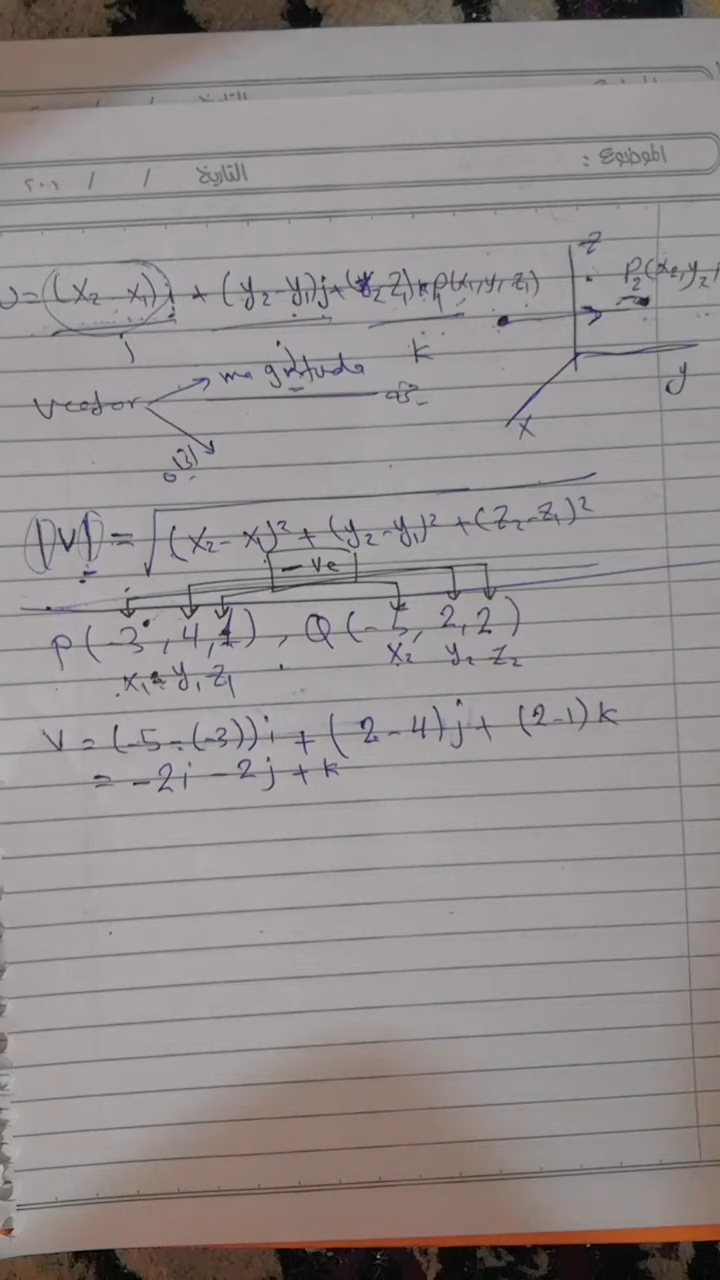 الموضوع :
التاريخ / / ٢٠٠
v = (x₂ - x₁)i + (y₂ - y₁)j + (z₂ z₁)k P₁(x₁, y₁, z₁)
z
P₂(x₂, y₂
i j k
y
x
Vector magnitude
|v| = √(x₂ - x₁)² + (y₂ - y₁)² + (z₂ - z₁)²
-ve
P(-3, 4, 1), Q(-5, 2, 2)
x₁ y₁ z₁ x₂ y₂ z₂
V = (-5 - (-3))i + (2 - 4)j + (2 - 1)k
= -2i - 2j + k